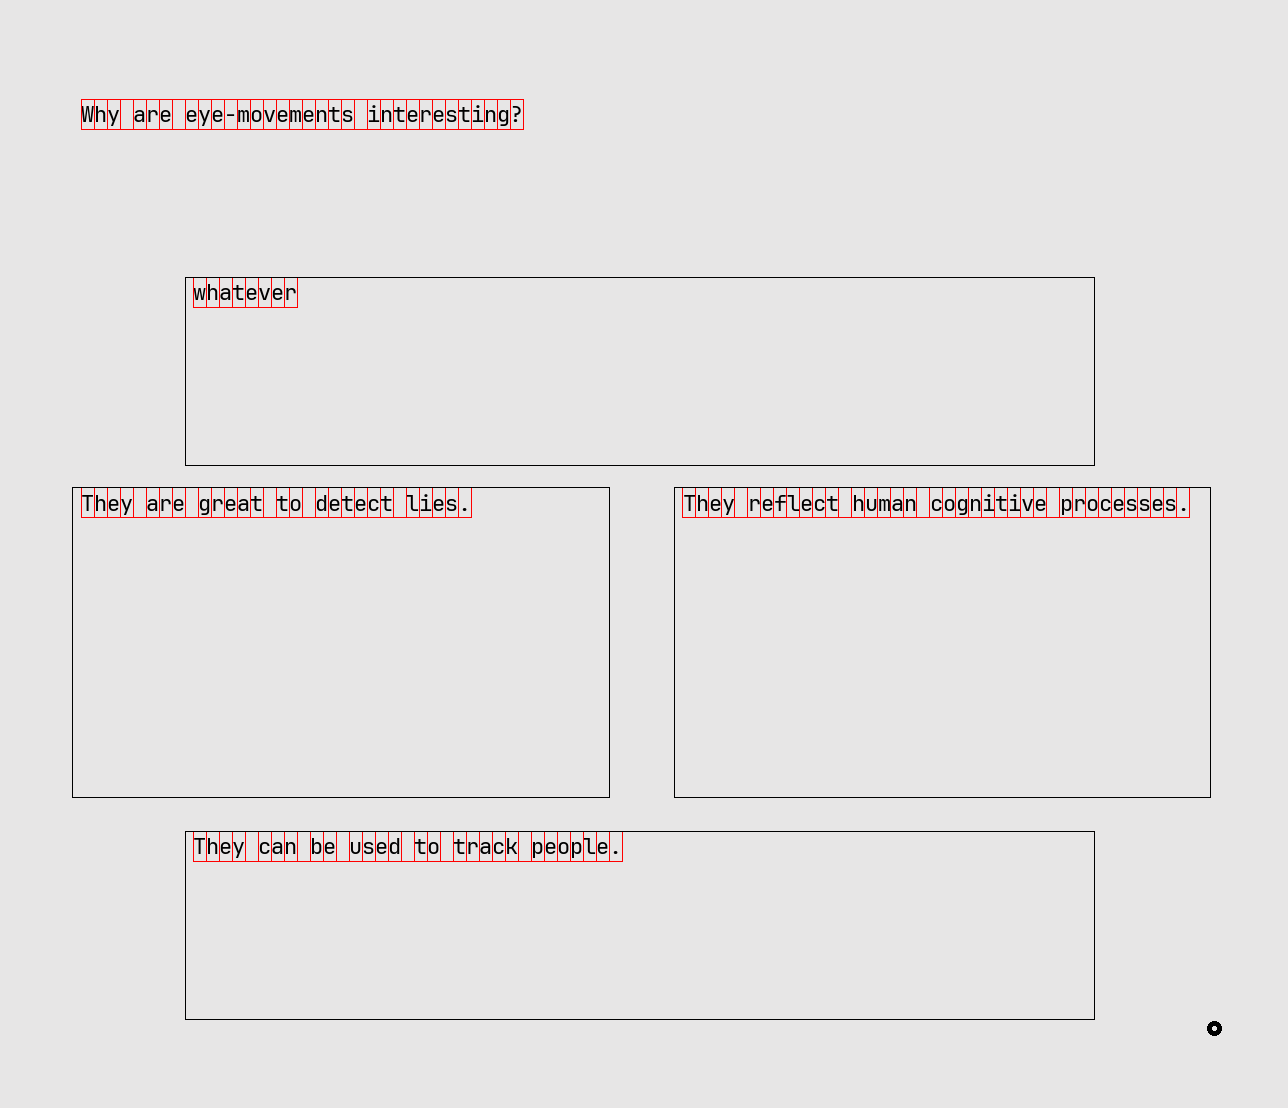 Why are eye-movements interesting?
whatever
They are great to detect lies.
They reflect human cognitive processes.
They can be used to track people.